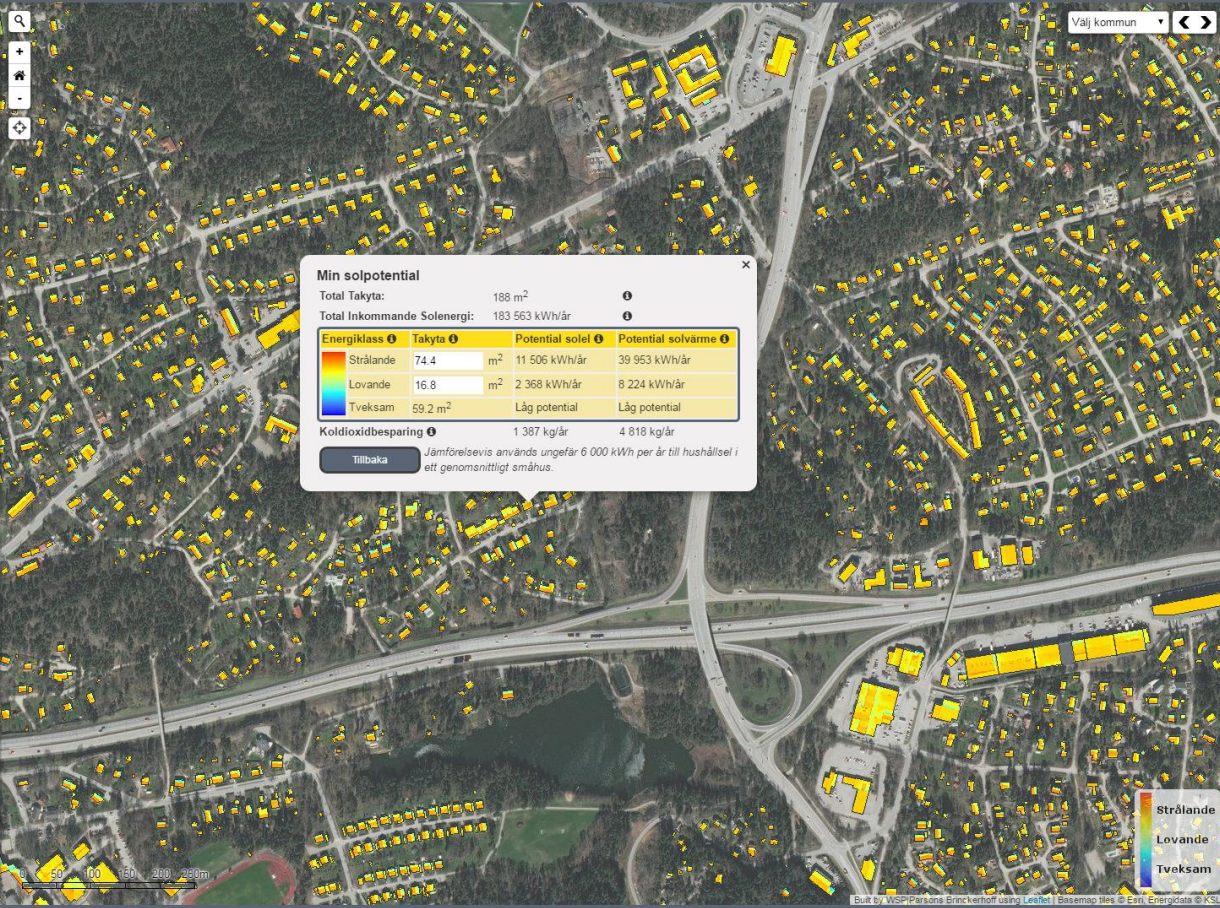 Välj kommun
+
-
Min solpotential
Total Takyta: 188 m²
Total Inkommande Solenergi: 183 563 kWh/år
Energiklass Takyta Potential solel Potential solvärme
Strålande 74.4 m² 11 506 kWh/år 39 953 kWh/år
Lovande 16.8 m² 2 368 kWh/år 8 224 kWh/år
Tveksam 59.2 m² Låg potential Låg potential
Koldioxidbesparing 1 387 kg/år 4 818 kg/år
Tillbaka
Jämförelsevis används ungefär 6 000 kWh per år till hushållsel i
ett genomsnittligt småhus.
Strålande
Lovande
Tveksam
0 50 100 150 200
Built by WSP|Parsons Brinckerhoff using Leaflet | Basemap tiles © Esri, Energidata © KSL